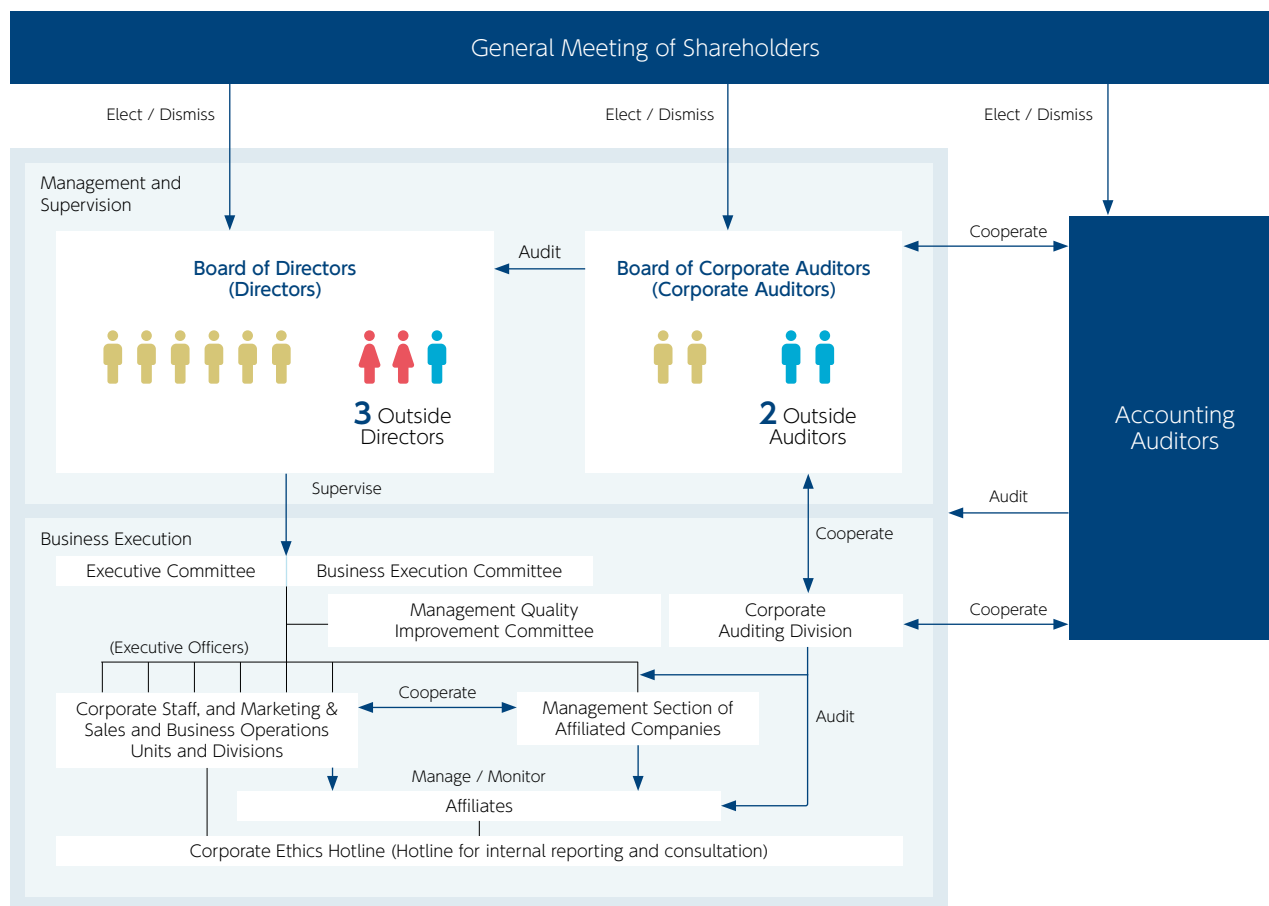 General Meeting of Shareholders
Elect / Dismiss
Elect / Dismiss
Elect / Dismiss
Management and
Supervision
Board of Directors
(Directors)
Audit
Board of Corporate Auditors
(Corporate Auditors)
Cooperate
3 Outside
Directors
2 Outside
Auditors
Accounting
Auditors
Supervise
Audit
Business Execution
Cooperate
Executive Committee
Business Execution Committee
Management Quality
Improvement Committee
Corporate
Auditing Division
Cooperate
(Executive Officers)
Corporate Staff, and Marketing &
Sales and Business Operations
Units and Divisions
Cooperate
Management Section of
Affiliated Companies
Audit
Manage / Monitor
Affiliates
Corporate Ethics Hotline (Hotline for internal reporting and consultation)